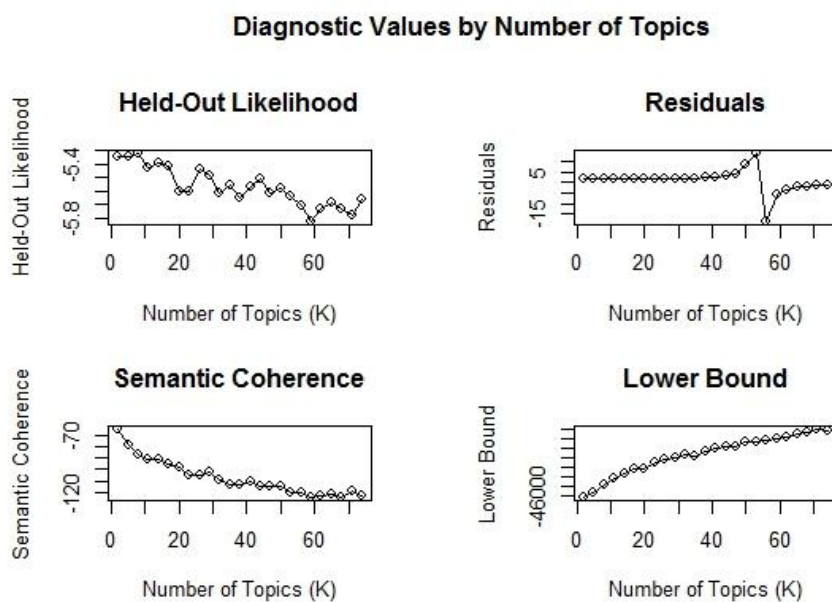 Diagnostic Values by Number of Topics
Held-Out Likelihood
Held-Out Likelihood
-5.4
-5.8
0 20 40 60
Number of Topics (K)
Residuals
Residuals
5
-15
0 20 40 60
Number of Topics (K)
Semantic Coherence
Semantic Coherence
-70
-120
0 20 40 60
Number of Topics (K)
Lower Bound
Lower Bound
-46000
0 20 40 60
Number of Topics (K)